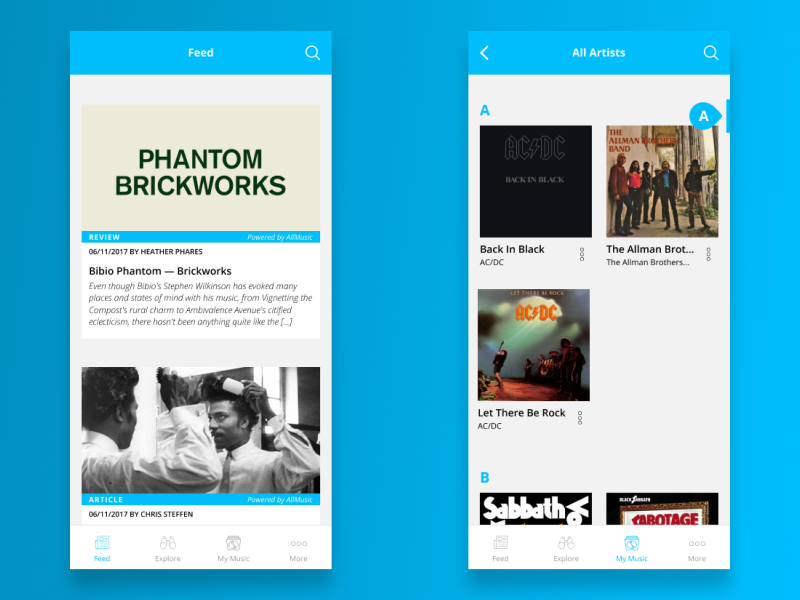 Feed
PHANTOM
BRICKWORKS
REVIEW
Powered by AllMusic
06/11/2017 BY HEATHER PHARES
Bibio Phantom — Brickworks
Even though Bibio's Stephen Wilkinson has evoked many
places and states of mind with his music, from Vignetting the
Compost's rural charm to Ambivalence Avenue's citified
eclecticism, there hasn't been anything quite like the [...]
ARTICLE
Powered by AllMusic
06/11/2017 BY CHRIS STEFFEN
Feed
Explore
My Music
More
All Artists
A
A
AC/DC
BACK IN BLACK
THE
ALLMAN BROTHERS
BAND
Back In Black
AC/DC
The Allman Brot...
The Allman Brothers...
LET THERE BE ROCK
AC/DC
Let There Be Rock
AC/DC
B
Sabbath
BLACK SABBATH
SABOTAGE
Feed
Explore
My Music
More